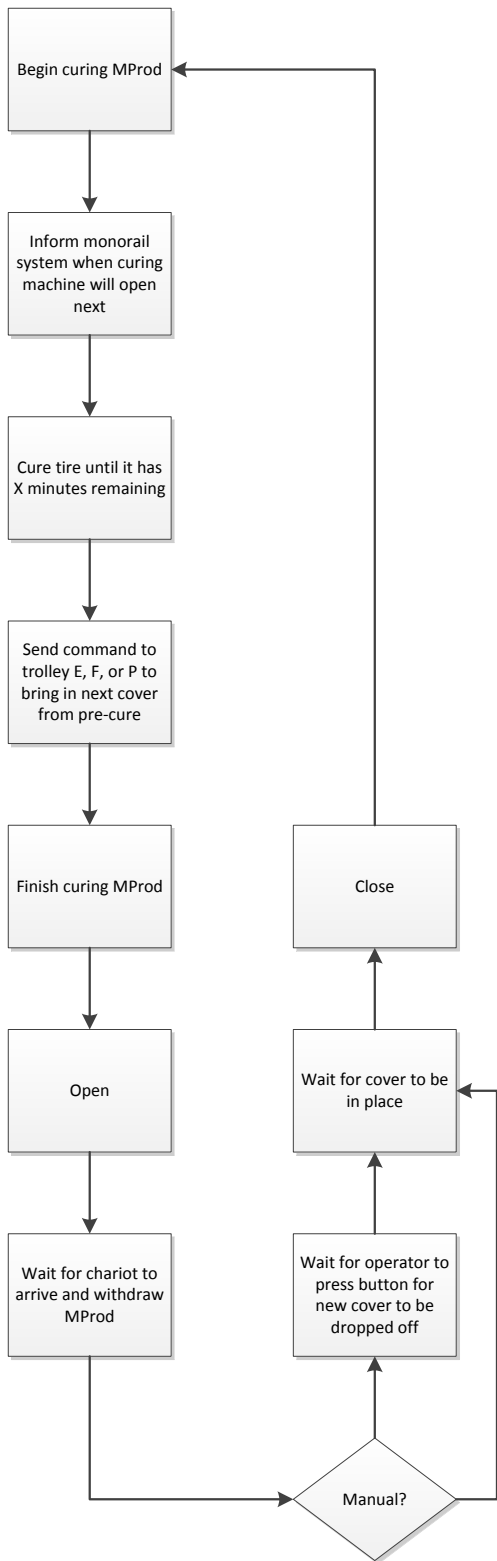 Begin curing MProd
Inform monorail
system when curing
machine will open
next
Cure tire until it has
X minutes remaining
Send command to
trolley E, F, or P to
bring in next cover
from pre-cure
Finish curing MProd
Open
Wait for chariot to
arrive and withdraw
MProd
Manual?
Wait for operator to
press button for
new cover to be
dropped off
Wait for cover to be
in place
Close